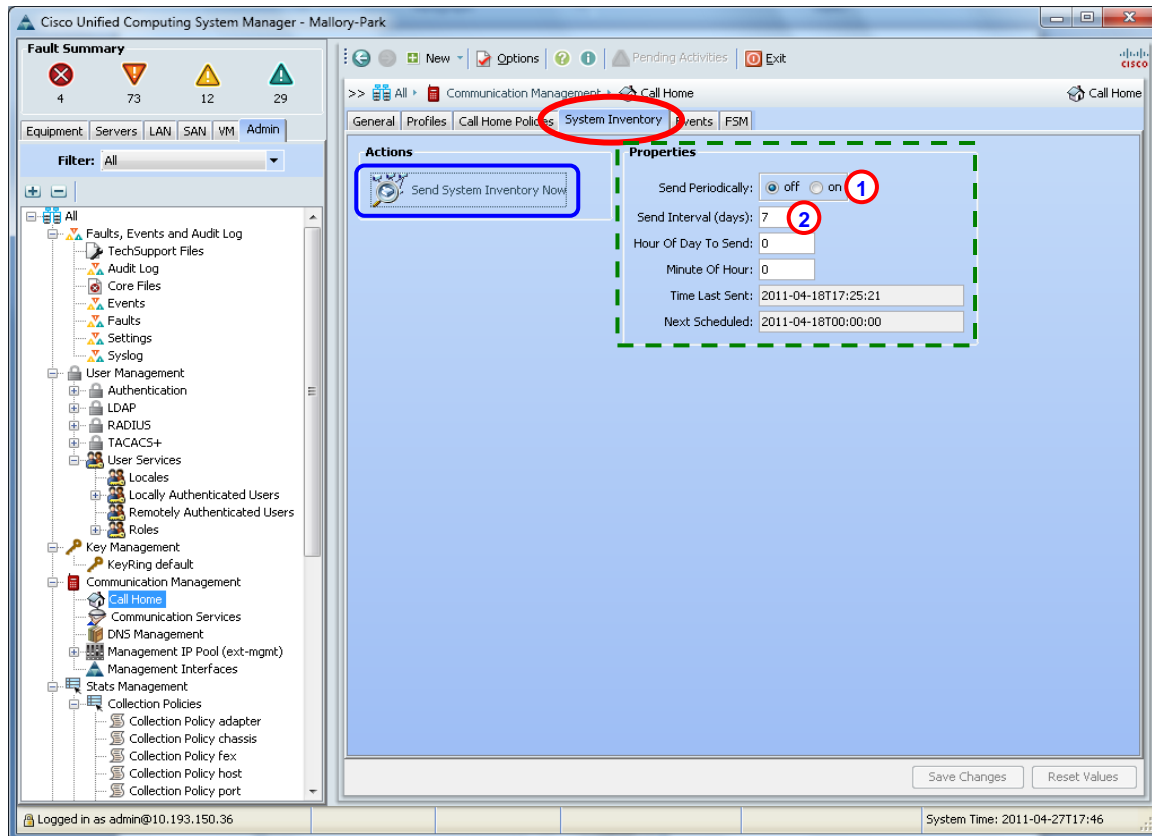 Cisco Unified Computing System Manager - Mallory-Park
Fault Summary
4 73 12 29
Equipment Servers LAN SAN VM Admin
Filter: All
All
Faults, Events and Audit Log
TechSupport Files
Audit Log
Core Files
Events
Faults
Settings
Syslog
User Management
Authentication
LDAP
RADIUS
TACACS+
User Services
Locales
Locally Authenticated Users
Remotely Authenticated Users
Roles
Key Management
KeyRing default
Communication Management
Call Home
Communication Services
DNS Management
Management IP Pool (ext-mgmt)
Management Interfaces
Stats Management
Collection Policies
Collection Policy adapter
Collection Policy chassis
Collection Policy fex
Collection Policy host
Collection Policy port
New Options Pending Activities Exit
CISCO
>> All Communication Management Call Home
Call Home
General Profiles Call Home Policies System Inventory Events FSM
Actions
Send System Inventory Now
Properties
Send Periodically: off on 1
Send Interval (days): 7 2
Hour Of Day To Send: 0
Minute Of Hour: 0
Time Last Sent: 2011-04-18T17:25:21
Next Scheduled: 2011-04-18T00:00:00
Save Changes Reset Values
Logged in as admin@10.193.150.36
System Time: 2011-04-27T17:46